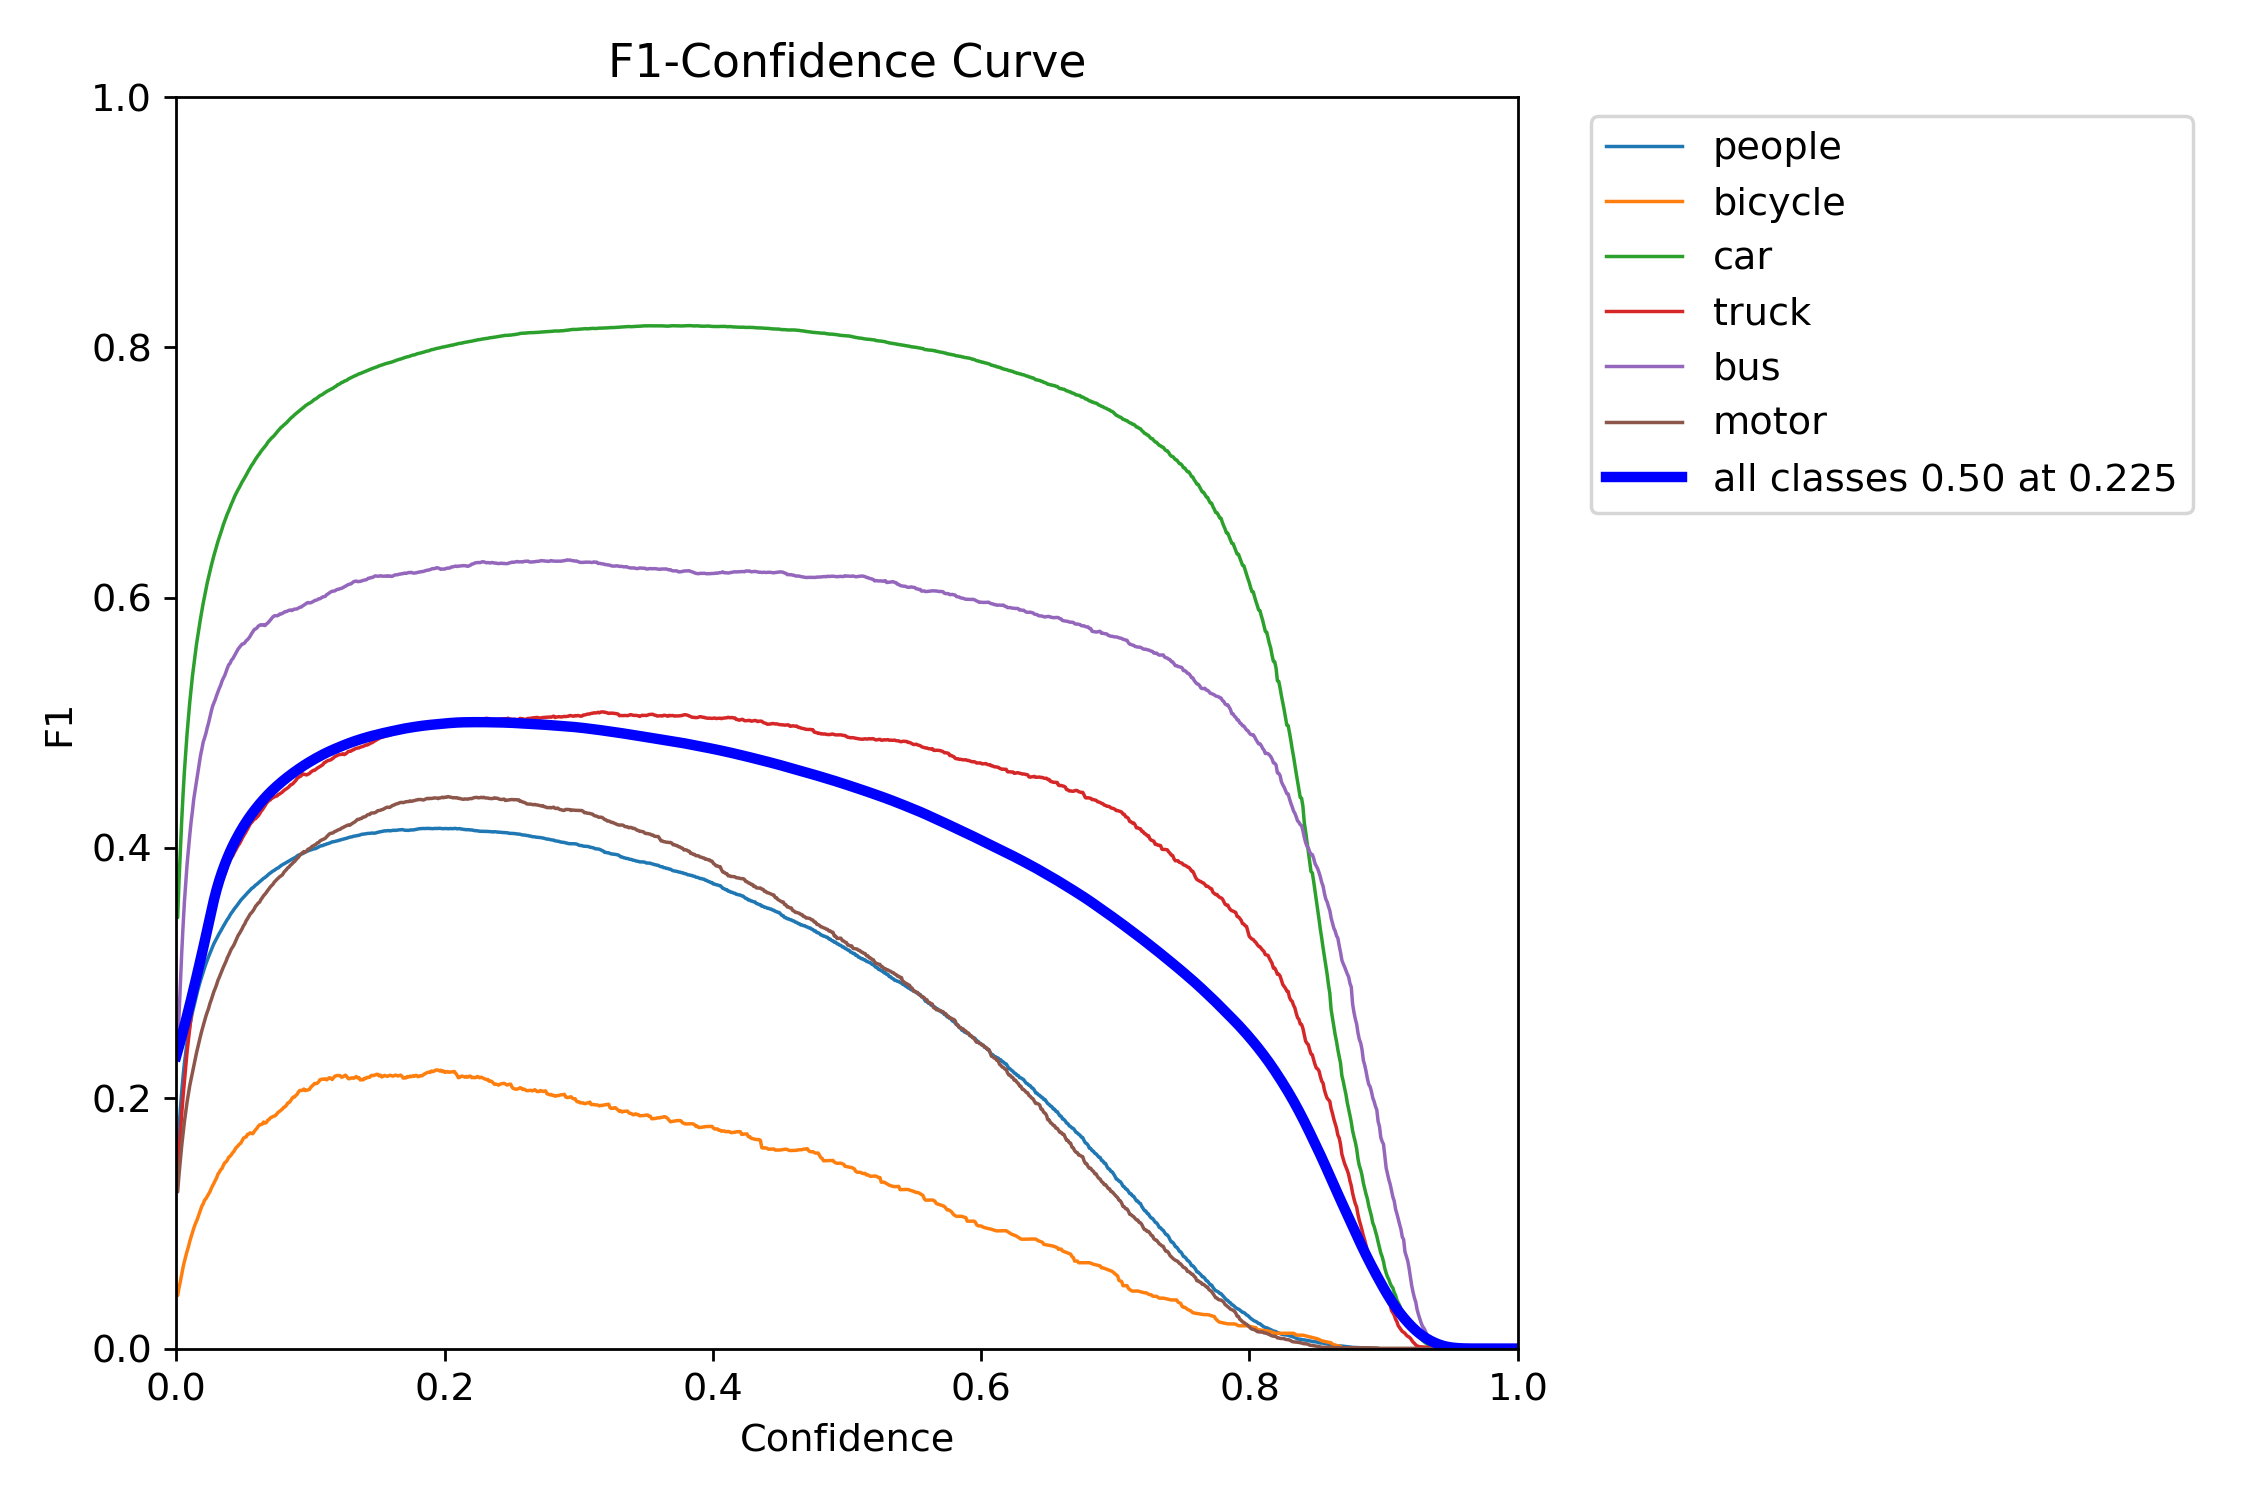 F1-Confidence Curve
1.0
0.8
0.6
0.4
0.2
0.0
F1
0.0 0.2 0.4 0.6 0.8 1.0
Confidence
people
bicycle
car
truck
bus
motor
all classes 0.50 at 0.225